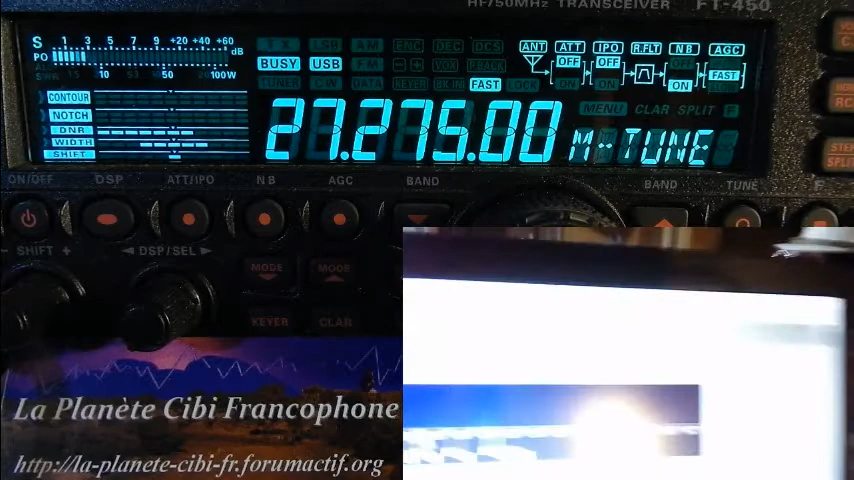 HF/50MHz TRANSCEIVER FT-450
S 1 3 5 7 9 +20 +40 +60 dB
PO
ALC
SWR 10 50 100W
TX LSB AM ENC DEC DCS
BUSY USB FM VOX P.BACK
TUNER CW DATA KEYER BK IN FAST LOCK
ANT ATT IPO R.FLT NB AGC
OFF OFF OFF
ON ON ON FAST
CONTOUR
NOTCH
DNR
WIDTH
SHIFT
27.275.00
MENU CLAR SPLIT F
M-TUNE
ON/OFF DSP ATT/IPO NB AGC BAND BAND TUNE F
- SHIFT + DSP/SEL
MODE MODE
KEYER CLAR
La Planète Cibi Francophone
http://la-planete-cibi-fr.forumactif.org